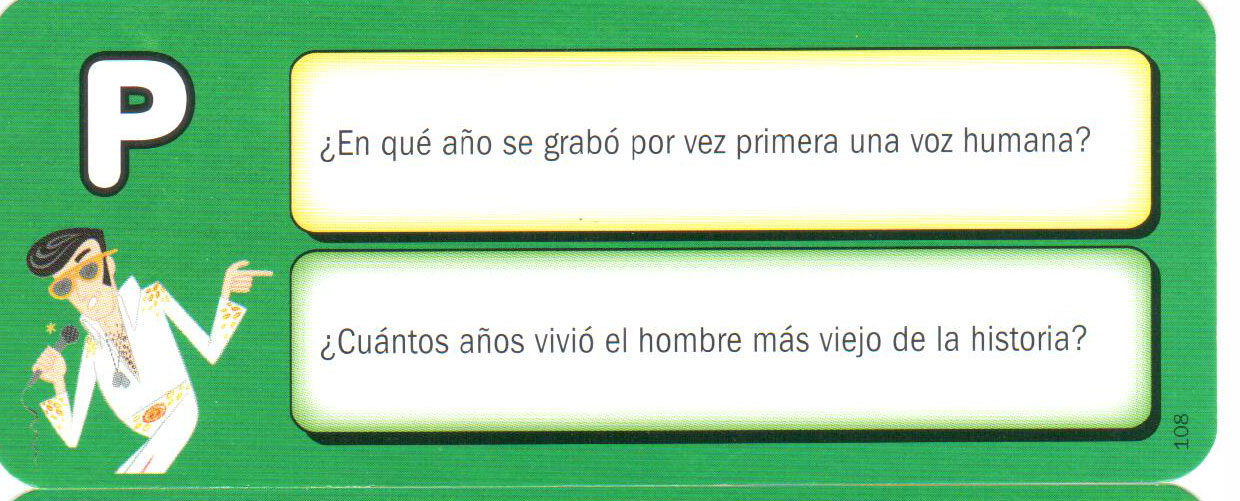 P
¿En qué año se grabó por vez primera una voz humana?
¿Cuántos años vivió el hombre más viejo de la historia?
108